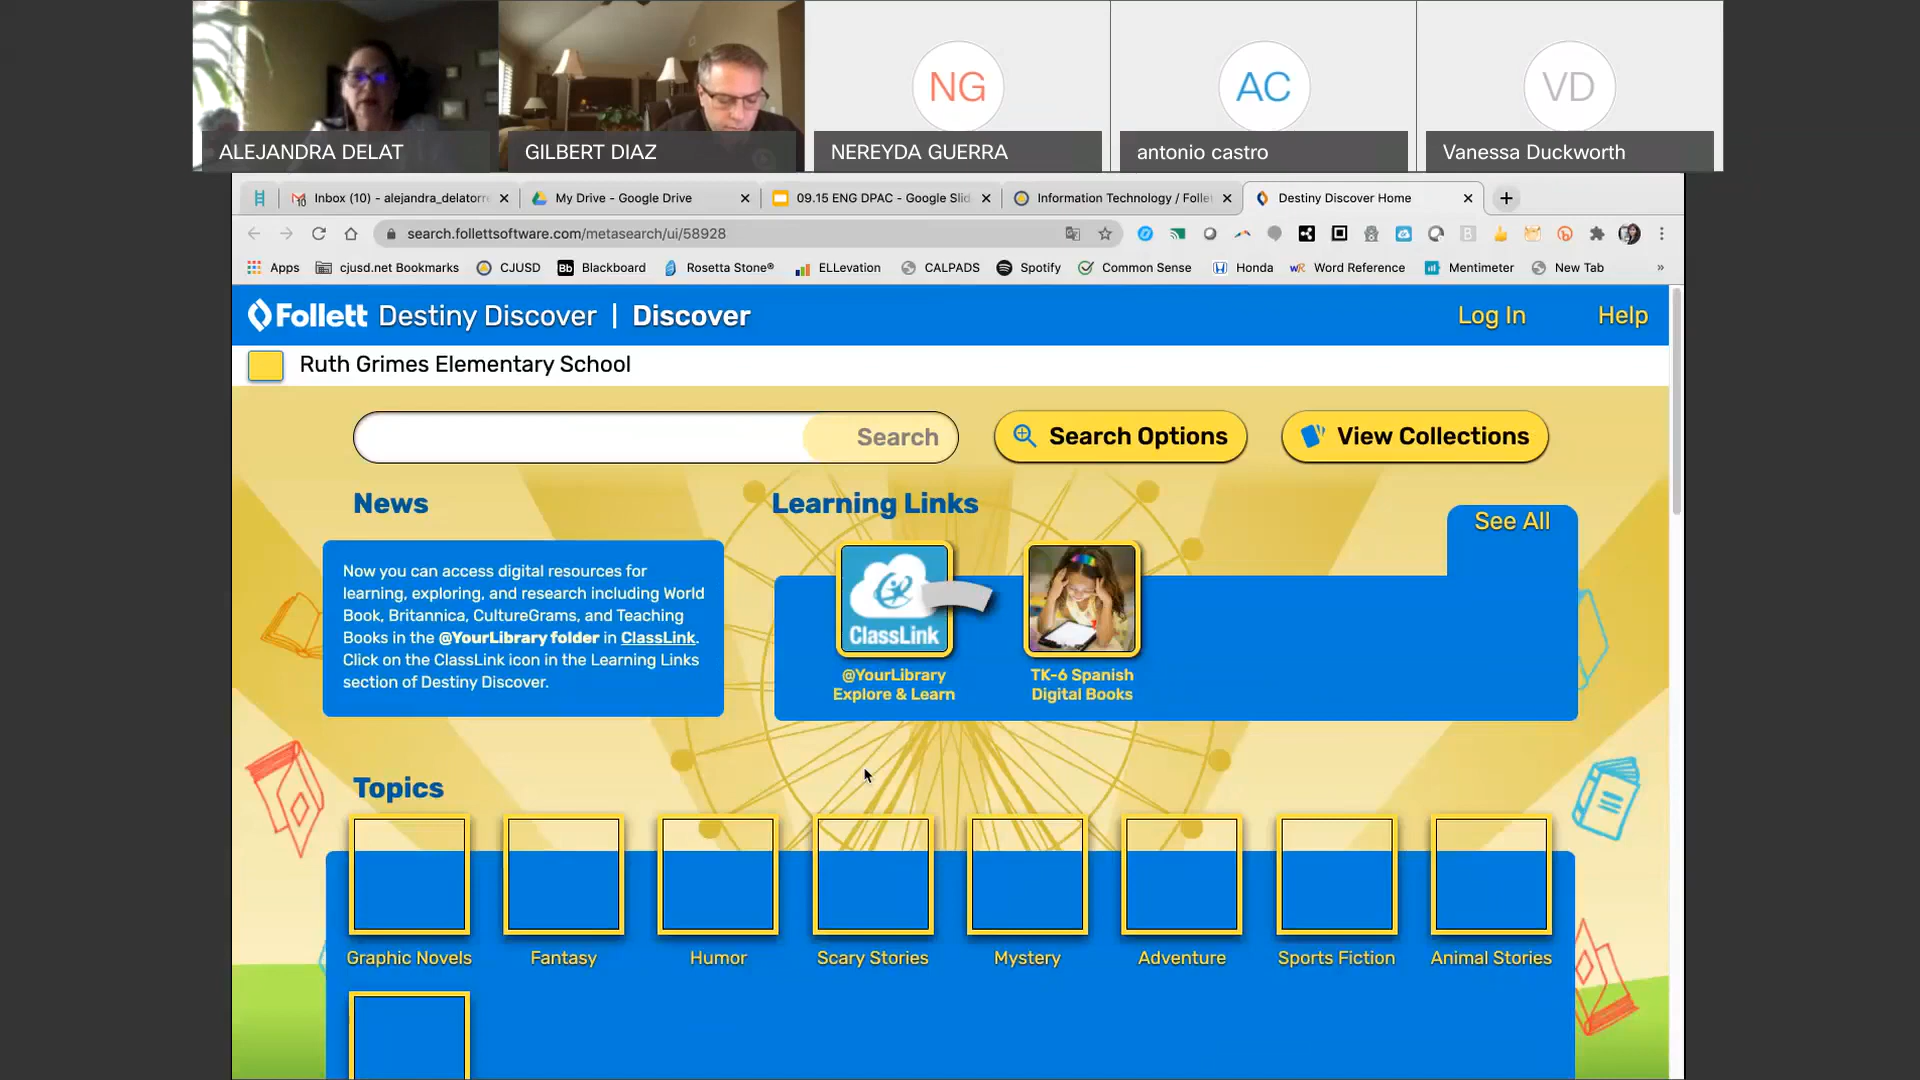 ALEJANDRA DELAT
GILBERT DIAZ
NG
NEREYDA GUERRA
AC
antonio castro
VD
Vanessa Duckworth
Inbox (10) - alejandra_delatorr
My Drive - Google Drive
09.15 ENG DPAC - Google Slid
Information Technology / Folle
Destiny Discover Home
search.follettsoftware.com/metasearch/ui/58928
Apps
cjusd.net Bookmarks
CJUSD
Bb Blackboard
Rosetta Stone®
ELLevation
CALPADS
Spotify
Common Sense
Honda
WR Word Reference
Mentimeter
New Tab
»
Follett Destiny Discover | Discover
Log In
Help
Ruth Grimes Elementary School
Search
Search Options
View Collections
News
Learning Links
See All
Now you can access digital resources for
learning, exploring, and research including World
Book, Britannica, CultureGrams, and Teaching
Books in the @YourLibrary folder in ClassLink.
Click on the ClassLink icon in the Learning Links
section of Destiny Discover.
ClassLink
@YourLibrary
Explore & Learn
TK-6 Spanish
Digital Books
Topics
Graphic Novels
Fantasy
Humor
Scary Stories
Mystery
Adventure
Sports Fiction
Animal Stories